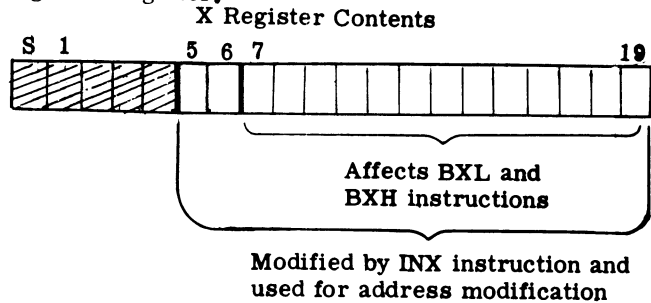 X Register Contents
S 1 5 6 7 19
Affects BXL and
BXH instructions
Modified by INX instruction and
used for address modification